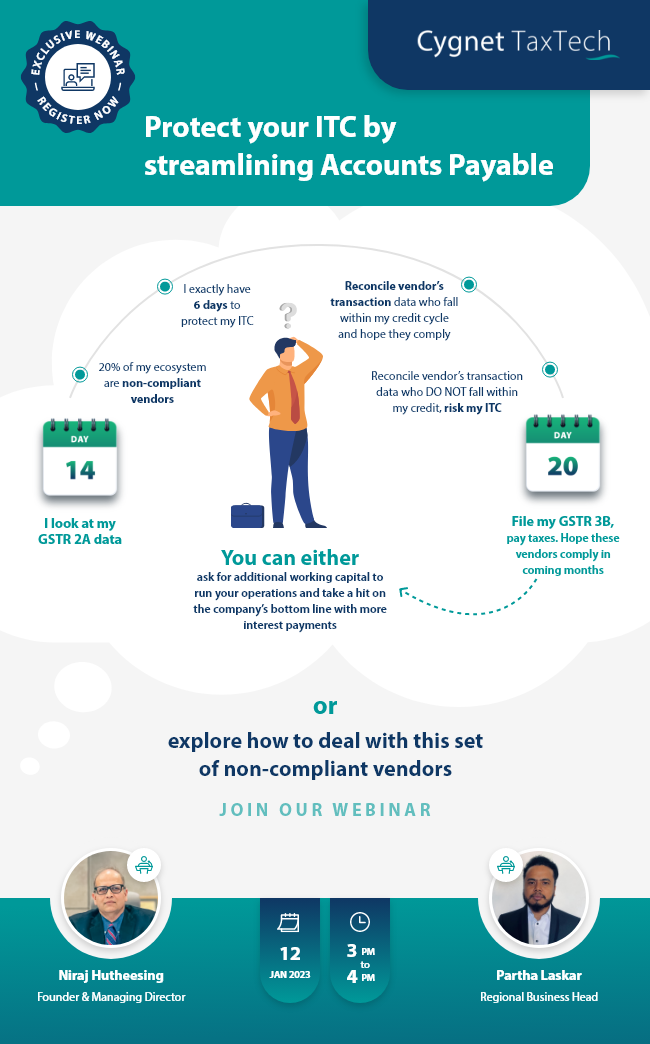 EXCLUSIVE WEBINAR
REGISTER NOW
Cygnet TaxTech
Protect your ITC by
streamlining Accounts Payable
I exactly have
6 days to
protect my ITC
Reconcile vendor’s
transaction data who fall
within my credit cycle
and hope they comply
?
20% of my ecosystem
are non-compliant
vendors
Reconcile vendor’s transaction
data who DO NOT fall within
my credit, risk my ITC
DAY
14
DAY
20
I look at my
GSTR 2A data
File my GSTR 3B,
pay taxes. Hope these
vendors comply in
coming months
You can either
ask for additional working capital to
run your operations and take a hit on
the company’s bottom line with more
interest payments
or
explore how to deal with this set
of non-compliant vendors
JOIN OUR WEBINAR
Niraj Hutheesing
Founder & Managing Director
12
JAN 2023
3 PM
to
4 PM
Partha Laskar
Regional Business Head